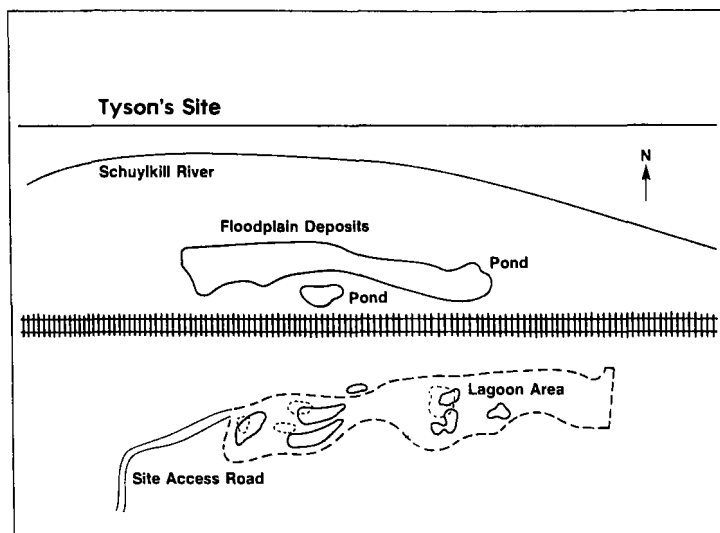 Tyson's Site
Schuylkill River
N
Floodplain Deposits
Pond
Pond
Lagoon Area
Site Access Road